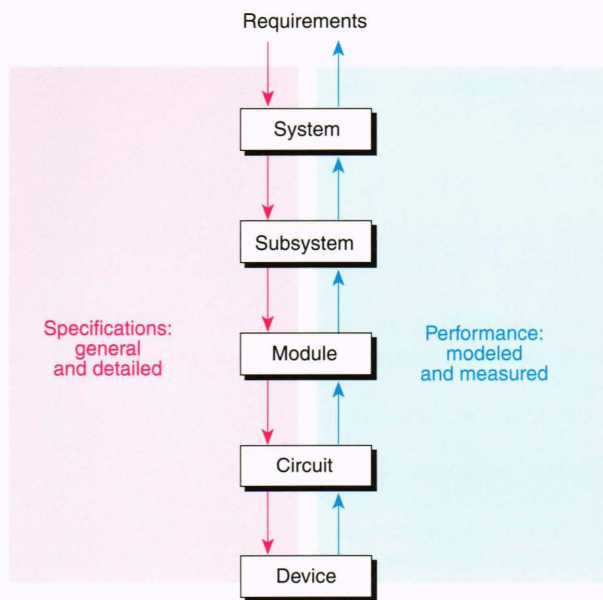 Requirements
System
Subsystem
Specifications:
general
and detailed
Module
Performance:
modeled
and measured
Circuit
Device